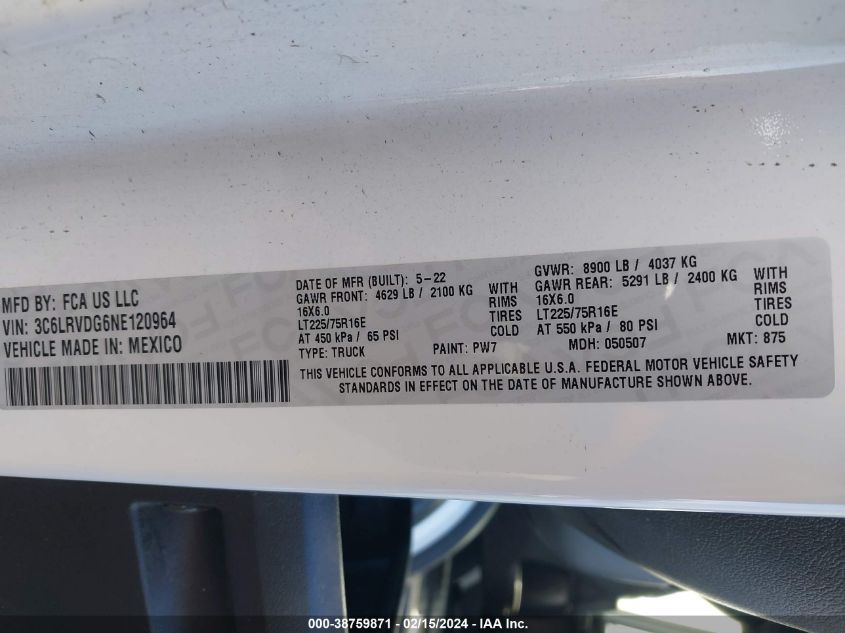 MFD BY: FCA US LLC
VIN: 3C6LRVDG6NE120964
VEHICLE MADE IN: MEXICO
DATE OF MFR (BUILT): 5-22
GAWR FRONT: 4629 LB / 2100 KG WITH
16X6.0 RIMS
LT225/75R16E TIRES
AT 450 kPa / 65 PSI COLD
TYPE: TRUCK PAINT: PW7
GVWR: 8900 LB / 4037 KG
GAWR REAR: 5291 LB / 2400 KG WITH
16X6.0 RIMS
LT225/75R16E TIRES
AT 550 kPa / 80 PSI COLD
MDH: 050507 MKT: 875
THIS VEHICLE CONFORMS TO ALL APPLICABLE U.S.A. FEDERAL MOTOR VEHICLE SAFETY
STANDARDS IN EFFECT ON THE DATE OF MANUFACTURE SHOWN ABOVE.
000-38759871 - 02/15/2024 - IAA Inc.